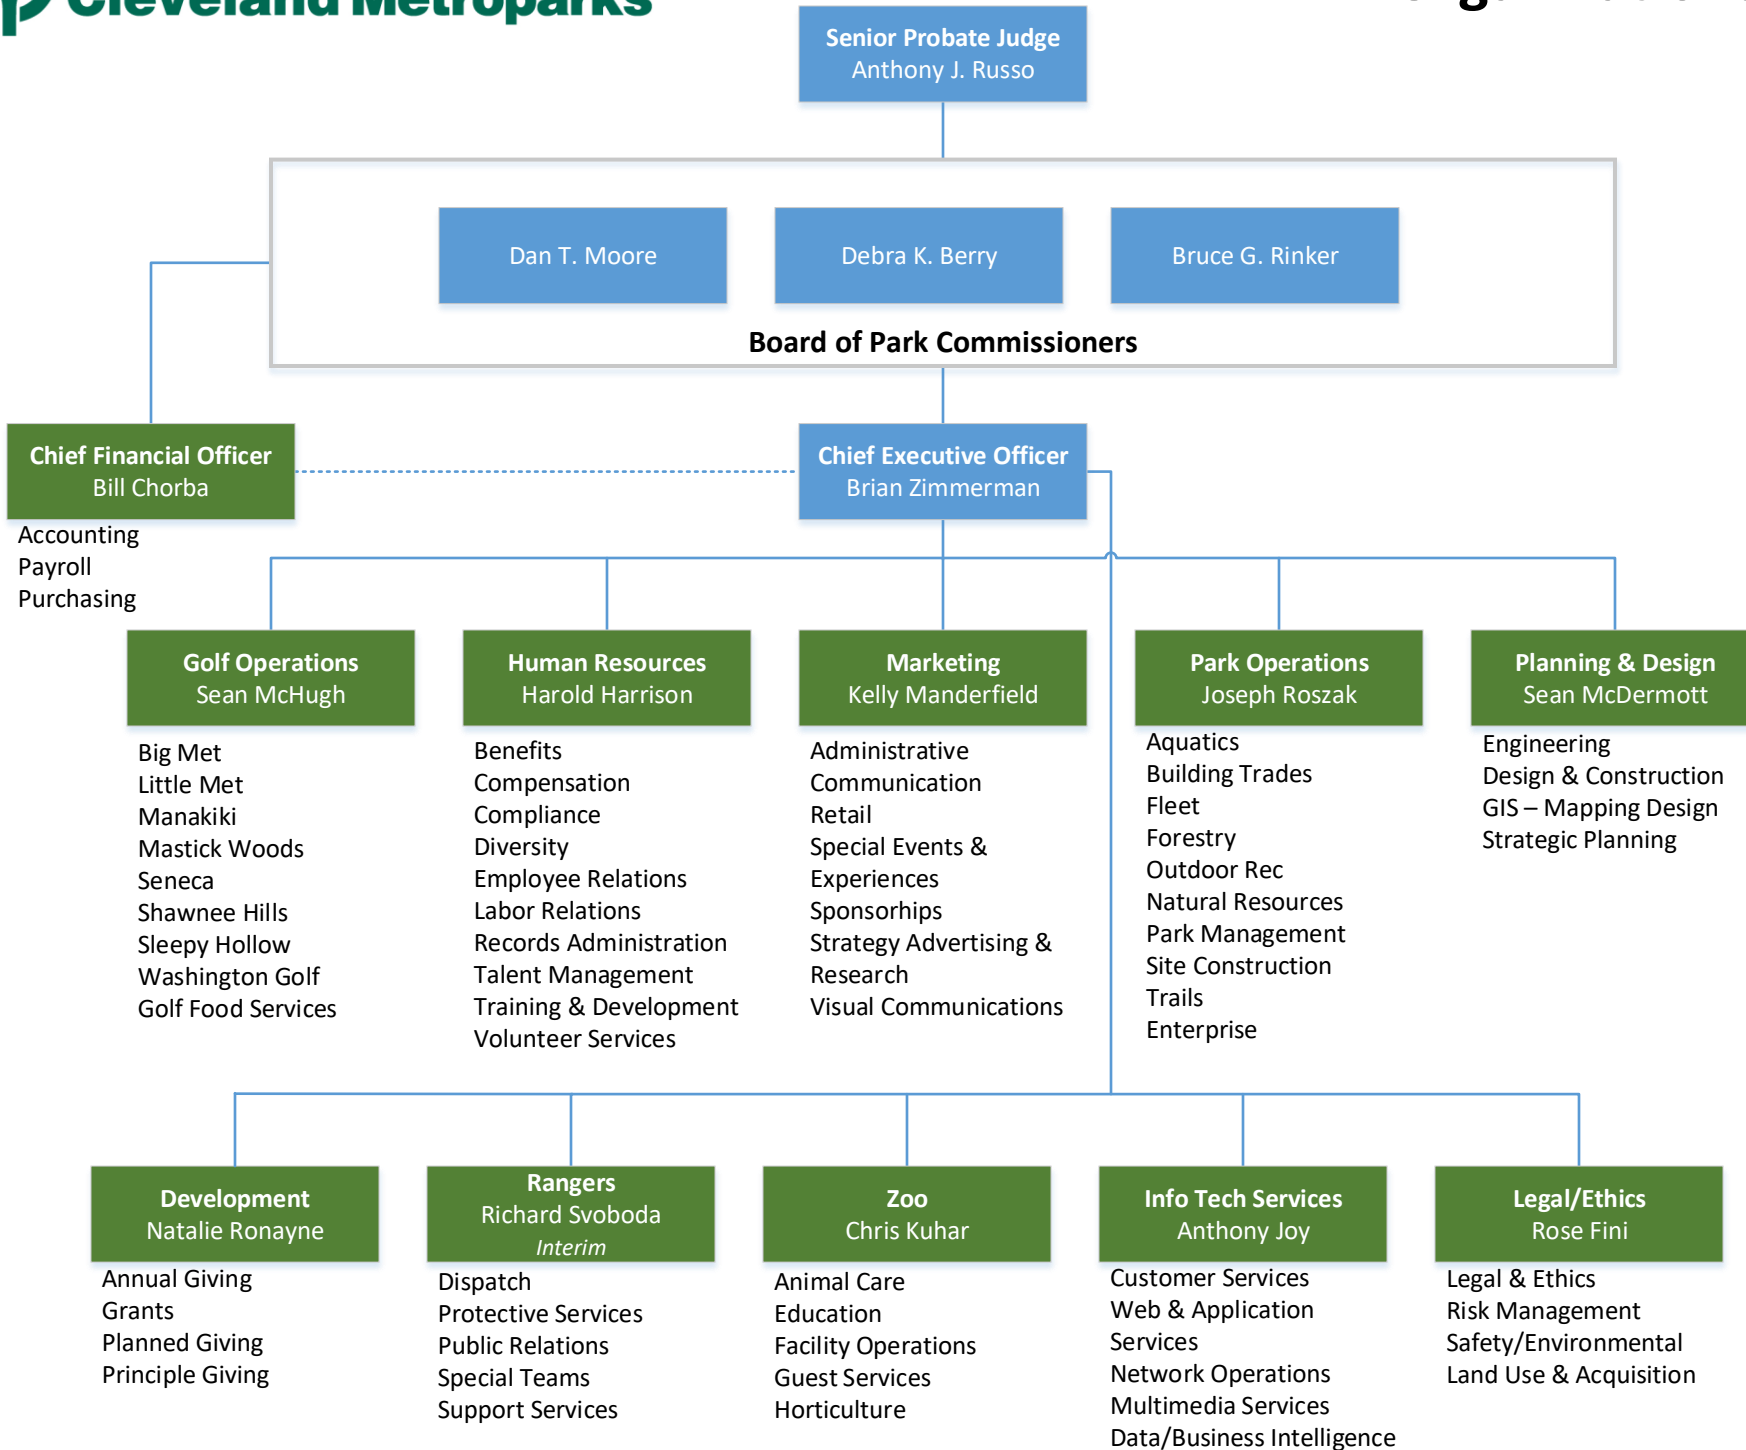 Cleveland Metroparks
Senior Probate Judge
Anthony J. Russo
Dan T. Moore
Debra K. Berry
Bruce G. Rinker
Board of Park Commissioners
Chief Financial Officer
Bill Chorba
Accounting
Payroll
Purchasing
Chief Executive Officer
Brian Zimmerman
Golf Operations
Sean McHugh
Big Met
Little Met
Manakiki
Mastick Woods
Seneca
Shawnee Hills
Sleepy Hollow
Washington Golf
Golf Food Services
Human Resources
Harold Harrison
Benefits
Compensation
Compliance
Diversity
Employee Relations
Labor Relations
Records Administration
Talent Management
Training & Development
Volunteer Services
Marketing
Kelly Manderfield
Administrative
Communication
Retail
Special Events &
Experiences
Sponsorhips
Strategy Advertising &
Research
Visual Communications
Park Operations
Joseph Roszak
Aquatics
Building Trades
Fleet
Forestry
Outdoor Rec
Natural Resources
Park Management
Site Construction
Trails
Enterprise
Planning & Design
Sean McDermott
Engineering
Design & Construction
GIS – Mapping Design
Strategic Planning
Development
Natalie Ronayne
Annual Giving
Grants
Planned Giving
Principle Giving
Rangers
Richard Svoboda
Interim
Dispatch
Protective Services
Public Relations
Special Teams
Support Services
Zoo
Chris Kuhar
Animal Care
Education
Facility Operations
Guest Services
Horticulture
Info Tech Services
Anthony Joy
Customer Services
Web & Application
Services
Network Operations
Multimedia Services
Data/Business Intelligence
Legal/Ethics
Rose Fini
Legal & Ethics
Risk Management
Safety/Environmental
Land Use & Acquisition